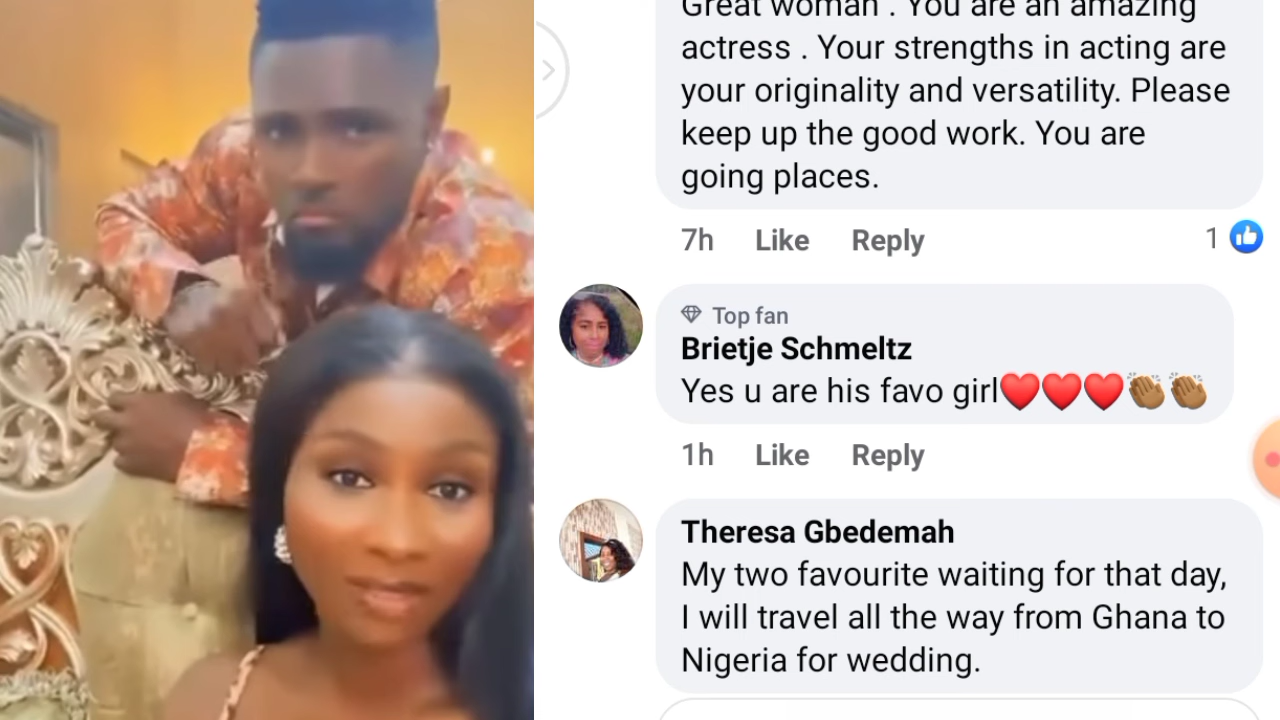 Great woman . You are an amazing
actress . Your strengths in acting are
your originality and versatility. Please
keep up the good work. You are
going places.
7h Like Reply 1
Top fan
Brietje Schmeltz
Yes u are his favo girl❤️❤️❤️👏🏾👏🏾
1h Like Reply
Theresa Gbedemah
My two favourite waiting for that day,
I will travel all the way from Ghana to
Nigeria for wedding.